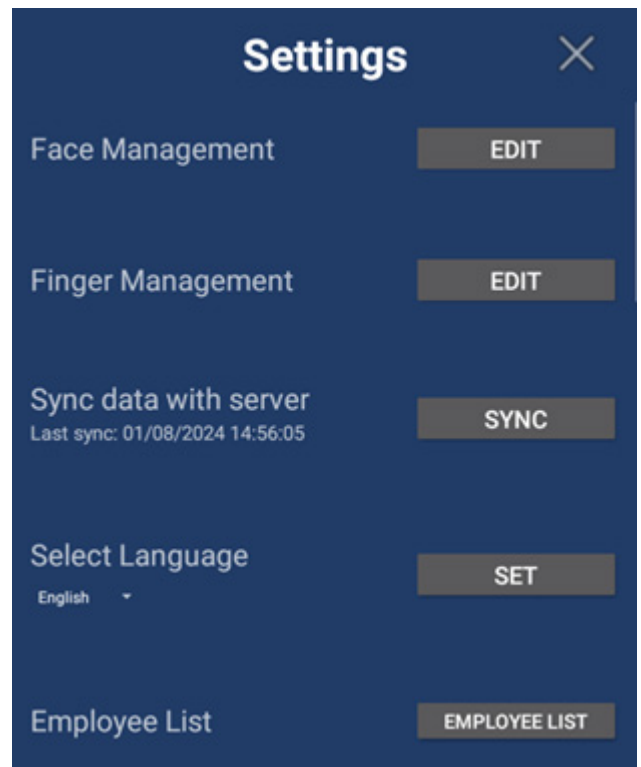 Settings
Face Management
EDIT
Finger Management
EDIT
Sync data with server
Last sync: 01/08/2024 14:56:05
SYNC
Select Language
English
SET
Employee List
EMPLOYEE LIST